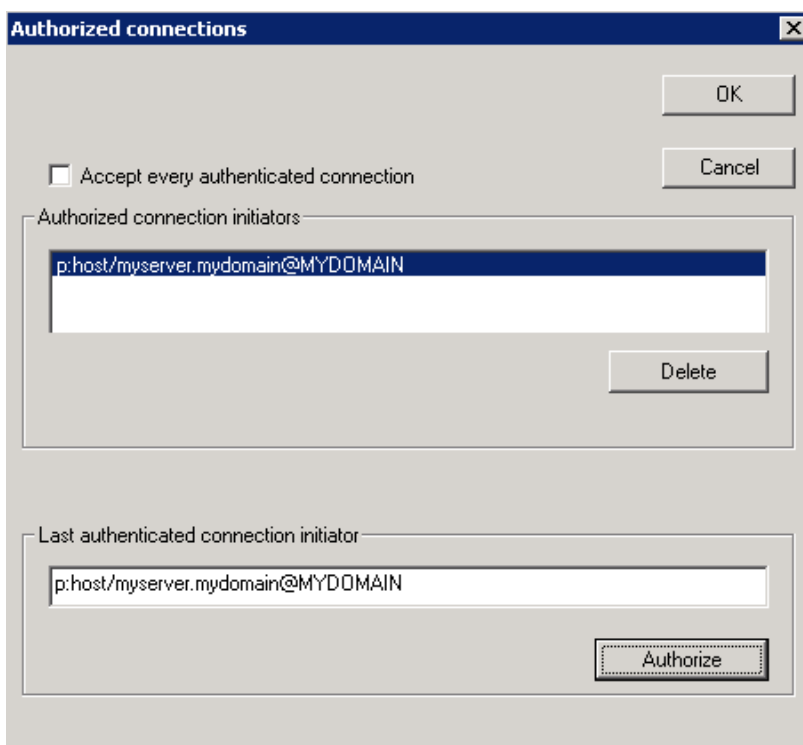 Authorized connections
OK
Cancel
Accept every authenticated connection
Authorized connection initiators
p:host/myserver.mydomain@MYDOMAIN
Delete
Last authenticated connection initiator
p:host/myserver.mydomain@MYDOMAIN
Authorize